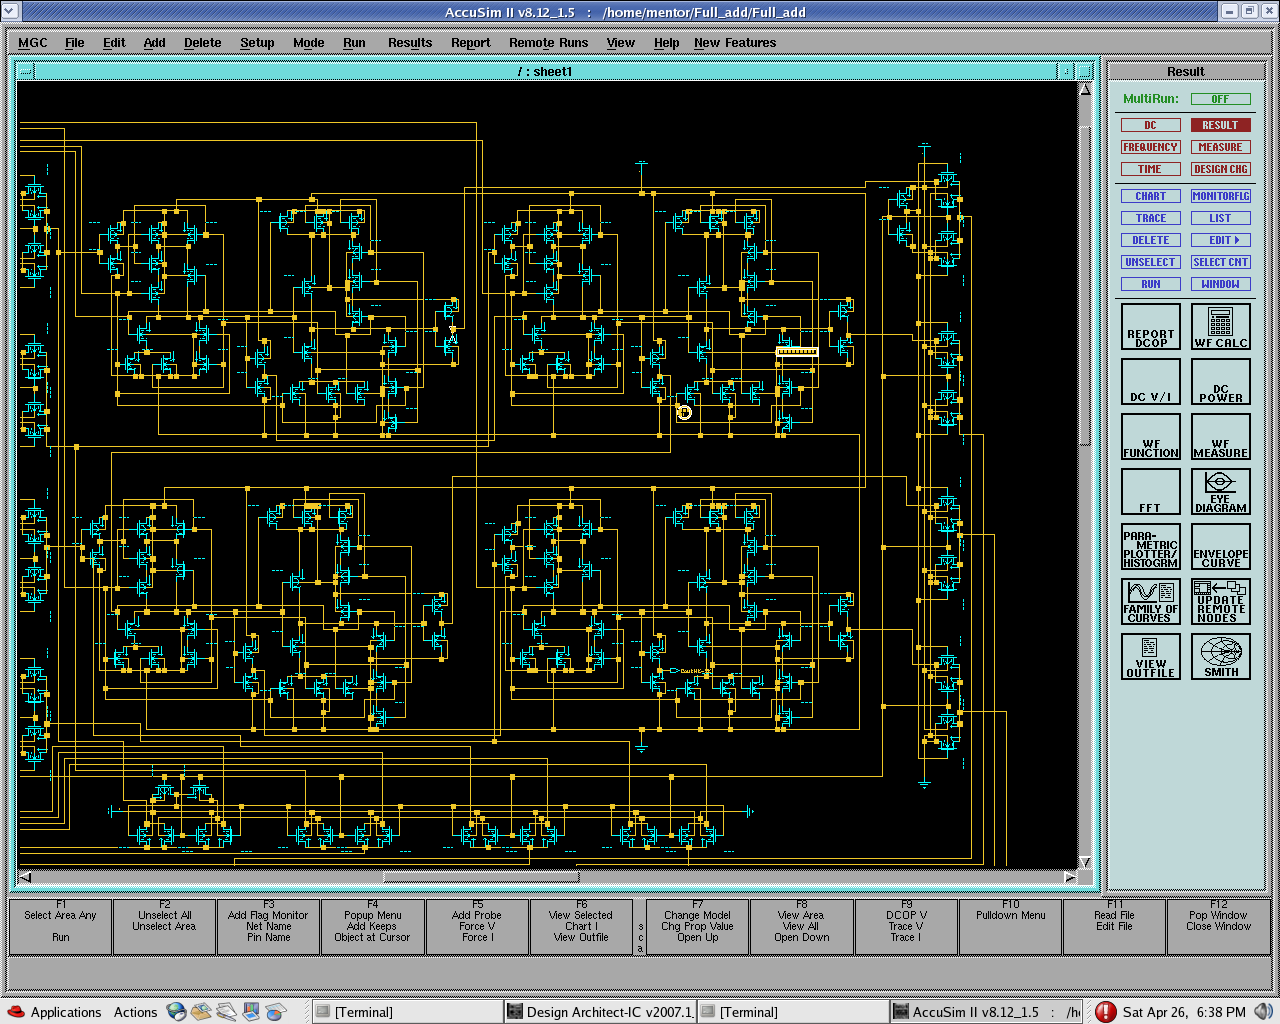 AccuSim II v8.12_1.5 : /home/mentor/Full_add/Full_add
MGC File Edit Add Delete Setup Mode Run Results Report Remote Runs View Help New Features
/ : sheet1
Result
MultiRun: OFF
DC RESULT
FREQUENCY MEASURE
TIME DESIGN CHG
CHART MONITORFLG
TRACE LIST
DELETE EDIT
UNSELECT SELECT CNT
RUN WINDOW
REPORT DCOP
WF CALC
DC V/I
DC POWER
WF FUNCTION
WF MEASURE
FFT
EYE DIAGRAM
PARA-METRIC PLOTTER/HISTOGRM
ENVELOPE CURVE
FAMILY OF CURVES
UPDATE REMOTE NODES
VIEW OUTFILE
SMITH
F1 F2 F3 F4 F5 F6 F7 F8 F9 F10 F11 F12
Select Area Any Unselect All Add Flag Monitor Popup Menu Add Probe View Selected Change Model View Area DCOP V Pulldown Menu Read File Pop Window
Unselect Area Net Name Add Keeps Force V Chart I s Chg Prop Value View All Trace V Edit File Close Window
Run Pin Name Object at Cursor Force I View Outfile c Open Up Open Down Trace I
a
Applications Actions [Terminal] Design Architect-IC v2007.1 [Terminal] AccuSim II v8.12_1.5 : /h Sat Apr 26, 6:38 PM